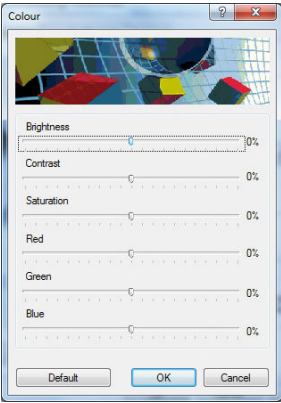 Colour
?
Brightness
0%
Contrast
0%
Saturation
0%
Red
0%
Green
0%
Blue
0%
Default OK Cancel